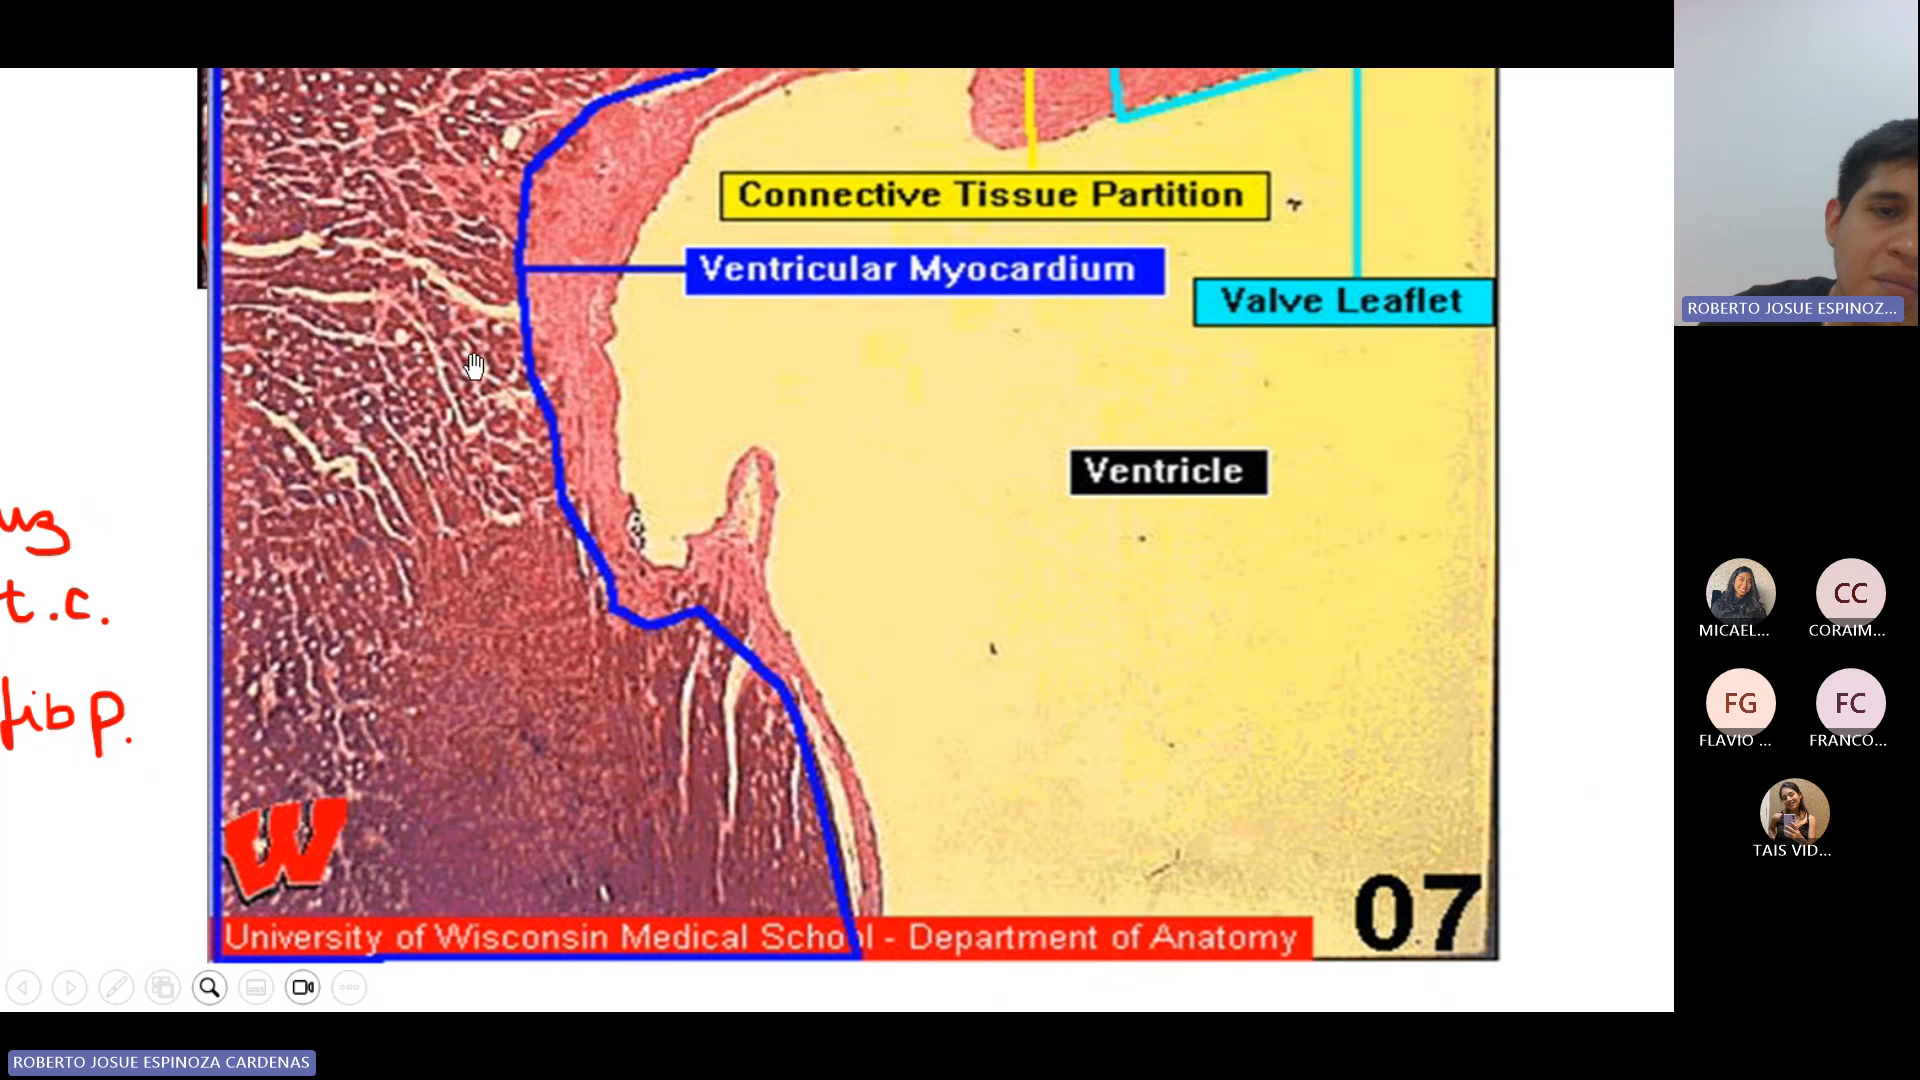 Connective Tissue Partition
Ventricular Myocardium
Valve Leaflet
Ventricle
t.c.
fib p.
W
University of Wisconsin Medical School - Department of Anatomy
07
ROBERTO JOSUE ESPINOZ...
MICAEL...
CC
CORAIM...
FG
FLAVIO ...
FC
FRANCO...
TAIS VID...
ROBERTO JOSUE ESPINOZA CARDENAS